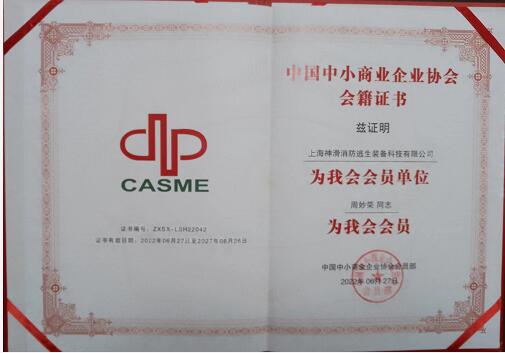 CASME
证书编号：ZXSX-LSH22042
证书有效日期：2022年06月27日至2027年06月26日
中国中小商业企业协会
会籍证书
兹证明
上海神滑消防逃生装备科技有限公司
为我会会员单位
周妙荣 同志
为我会会员
中国中小商业企业协会会员部
2022年06月27日